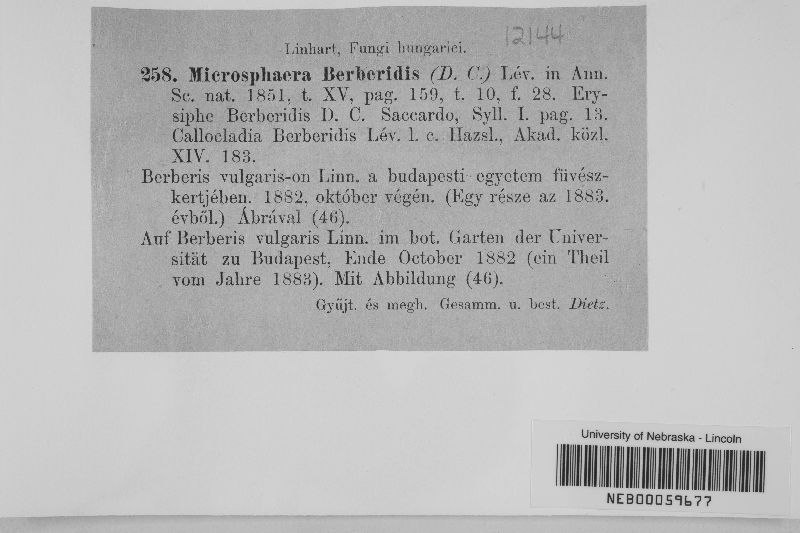 12144
Linhart, Fungi hungarici.
258. Microsphaera Berberidis (D. C.) Lév. in Ann.
Sc. nat. 1851, t. XV, pag. 159, t. 10, f. 28. Ery-
siphe Berberidis D. C. Saccardo, Syll. I. pag. 13.
Callocladia Berberidis Lév. l. c. Hazsl., Akad. közl.
XIV. 183.
Berberis vulgaris-on Linn. a budapesti egyetem füvész-
kertjében. 1882. október végén. (Egy része az 1883.
évből.) Ábrával (46).
Auf Berberis vulgaris Linn. im bot. Garten der Univer-
sität zu Budapest, Ende October 1882 (ein Theil
vom Jahre 1883). Mit Abbildung (46).
Gyűjt. és megh. Gesamm. u. best. Dietz.
University of Nebraska - Lincoln
NEB00059677